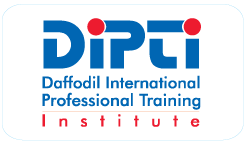 DiPTi
Daffodil International
Professional Training
Institute